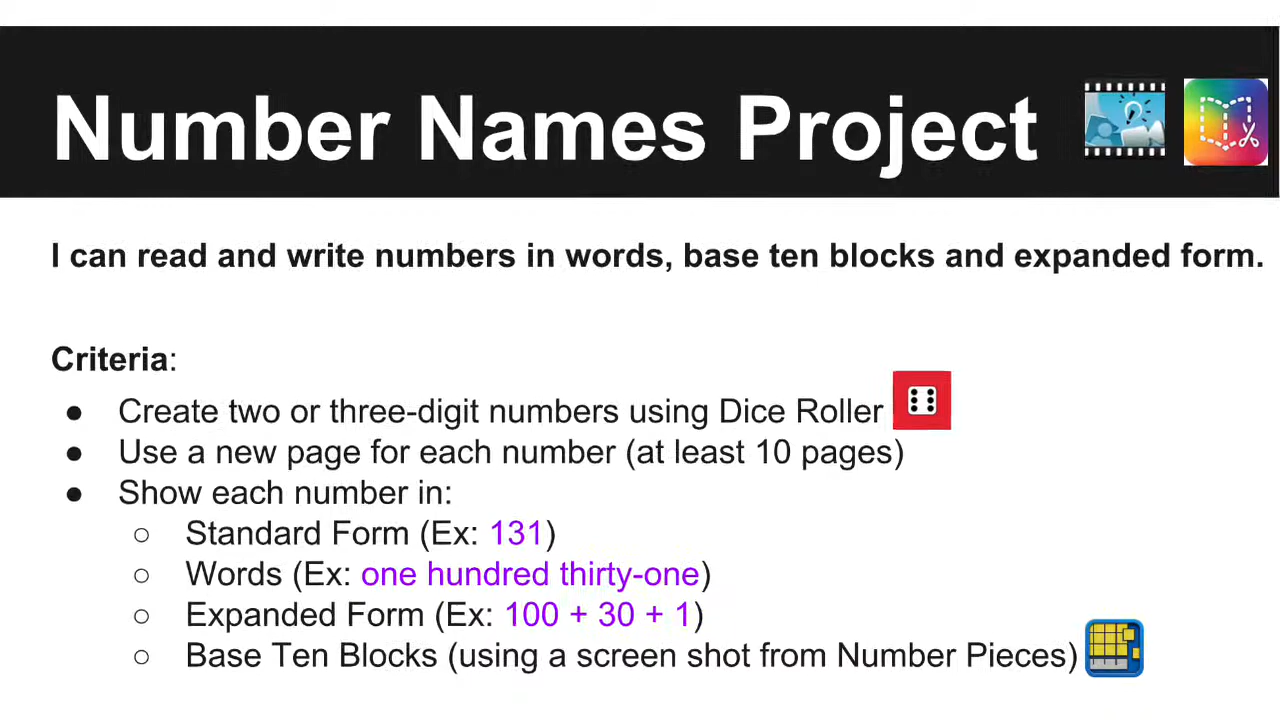 Number Names Project
I can read and write numbers in words, base ten blocks and expanded form.
Criteria:
● Create two or three-digit numbers using Dice Roller
● Use a new page for each number (at least 10 pages)
● Show each number in:
○ Standard Form (Ex: 131)
○ Words (Ex: one hundred thirty-one)
○ Expanded Form (Ex: 100 + 30 + 1)
○ Base Ten Blocks (using a screen shot from Number Pieces)